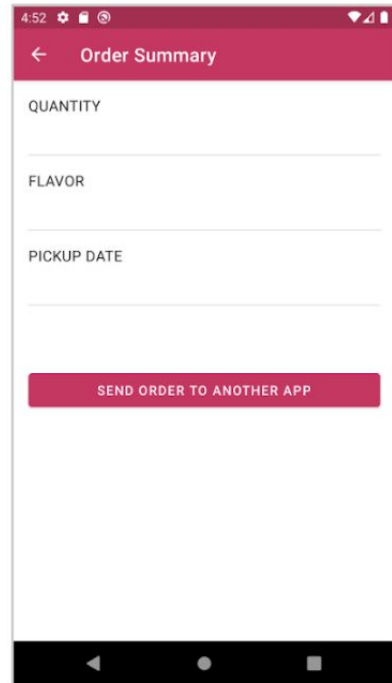 4:52
Order Summary
QUANTITY
FLAVOR
PICKUP DATE
SEND ORDER TO ANOTHER APP